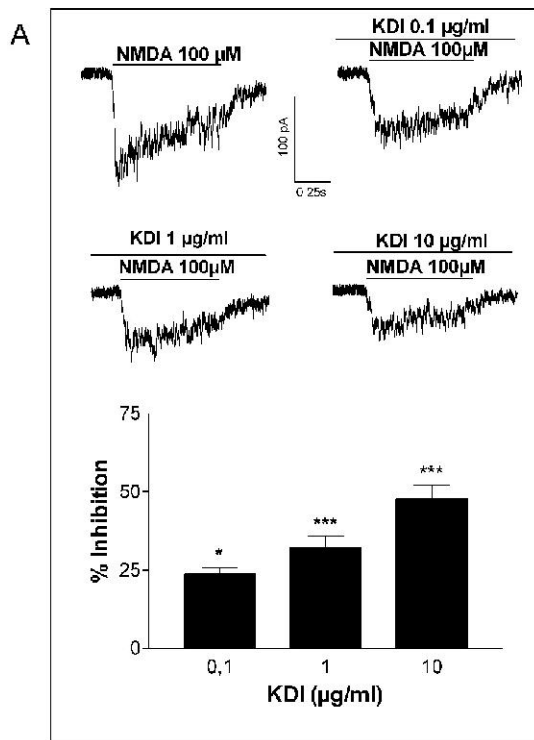 A
NMDA 100 µM
KDI 0.1 µg/ml
NMDA 100µM
100 pA
0 25s
KDI 1 µg/ml
NMDA 100µM
KDI 10 µg/ml
NMDA 100µM
75
50
25
0
% Inhibition
*
***
***
0,1 1 10
KDI (µg/ml)